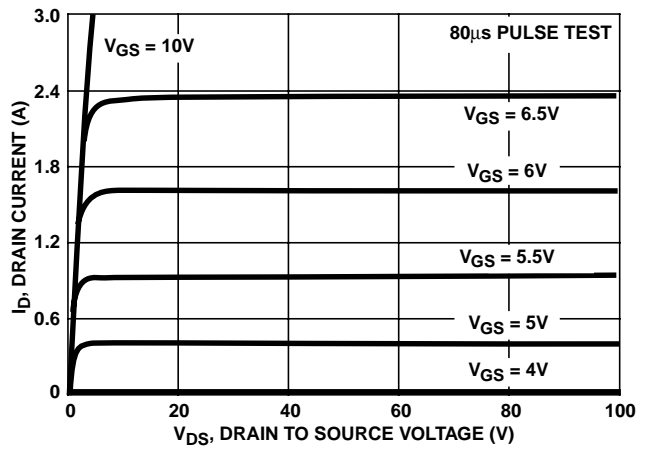 3.0
2.4
1.8
1.2
0.6
0
I_D, DRAIN CURRENT (A)
V_GS = 10V
80μs PULSE TEST
V_GS = 6.5V
V_GS = 6V
V_GS = 5.5V
V_GS = 5V
V_GS = 4V
0 20 40 60 80 100
V_DS, DRAIN TO SOURCE VOLTAGE (V)